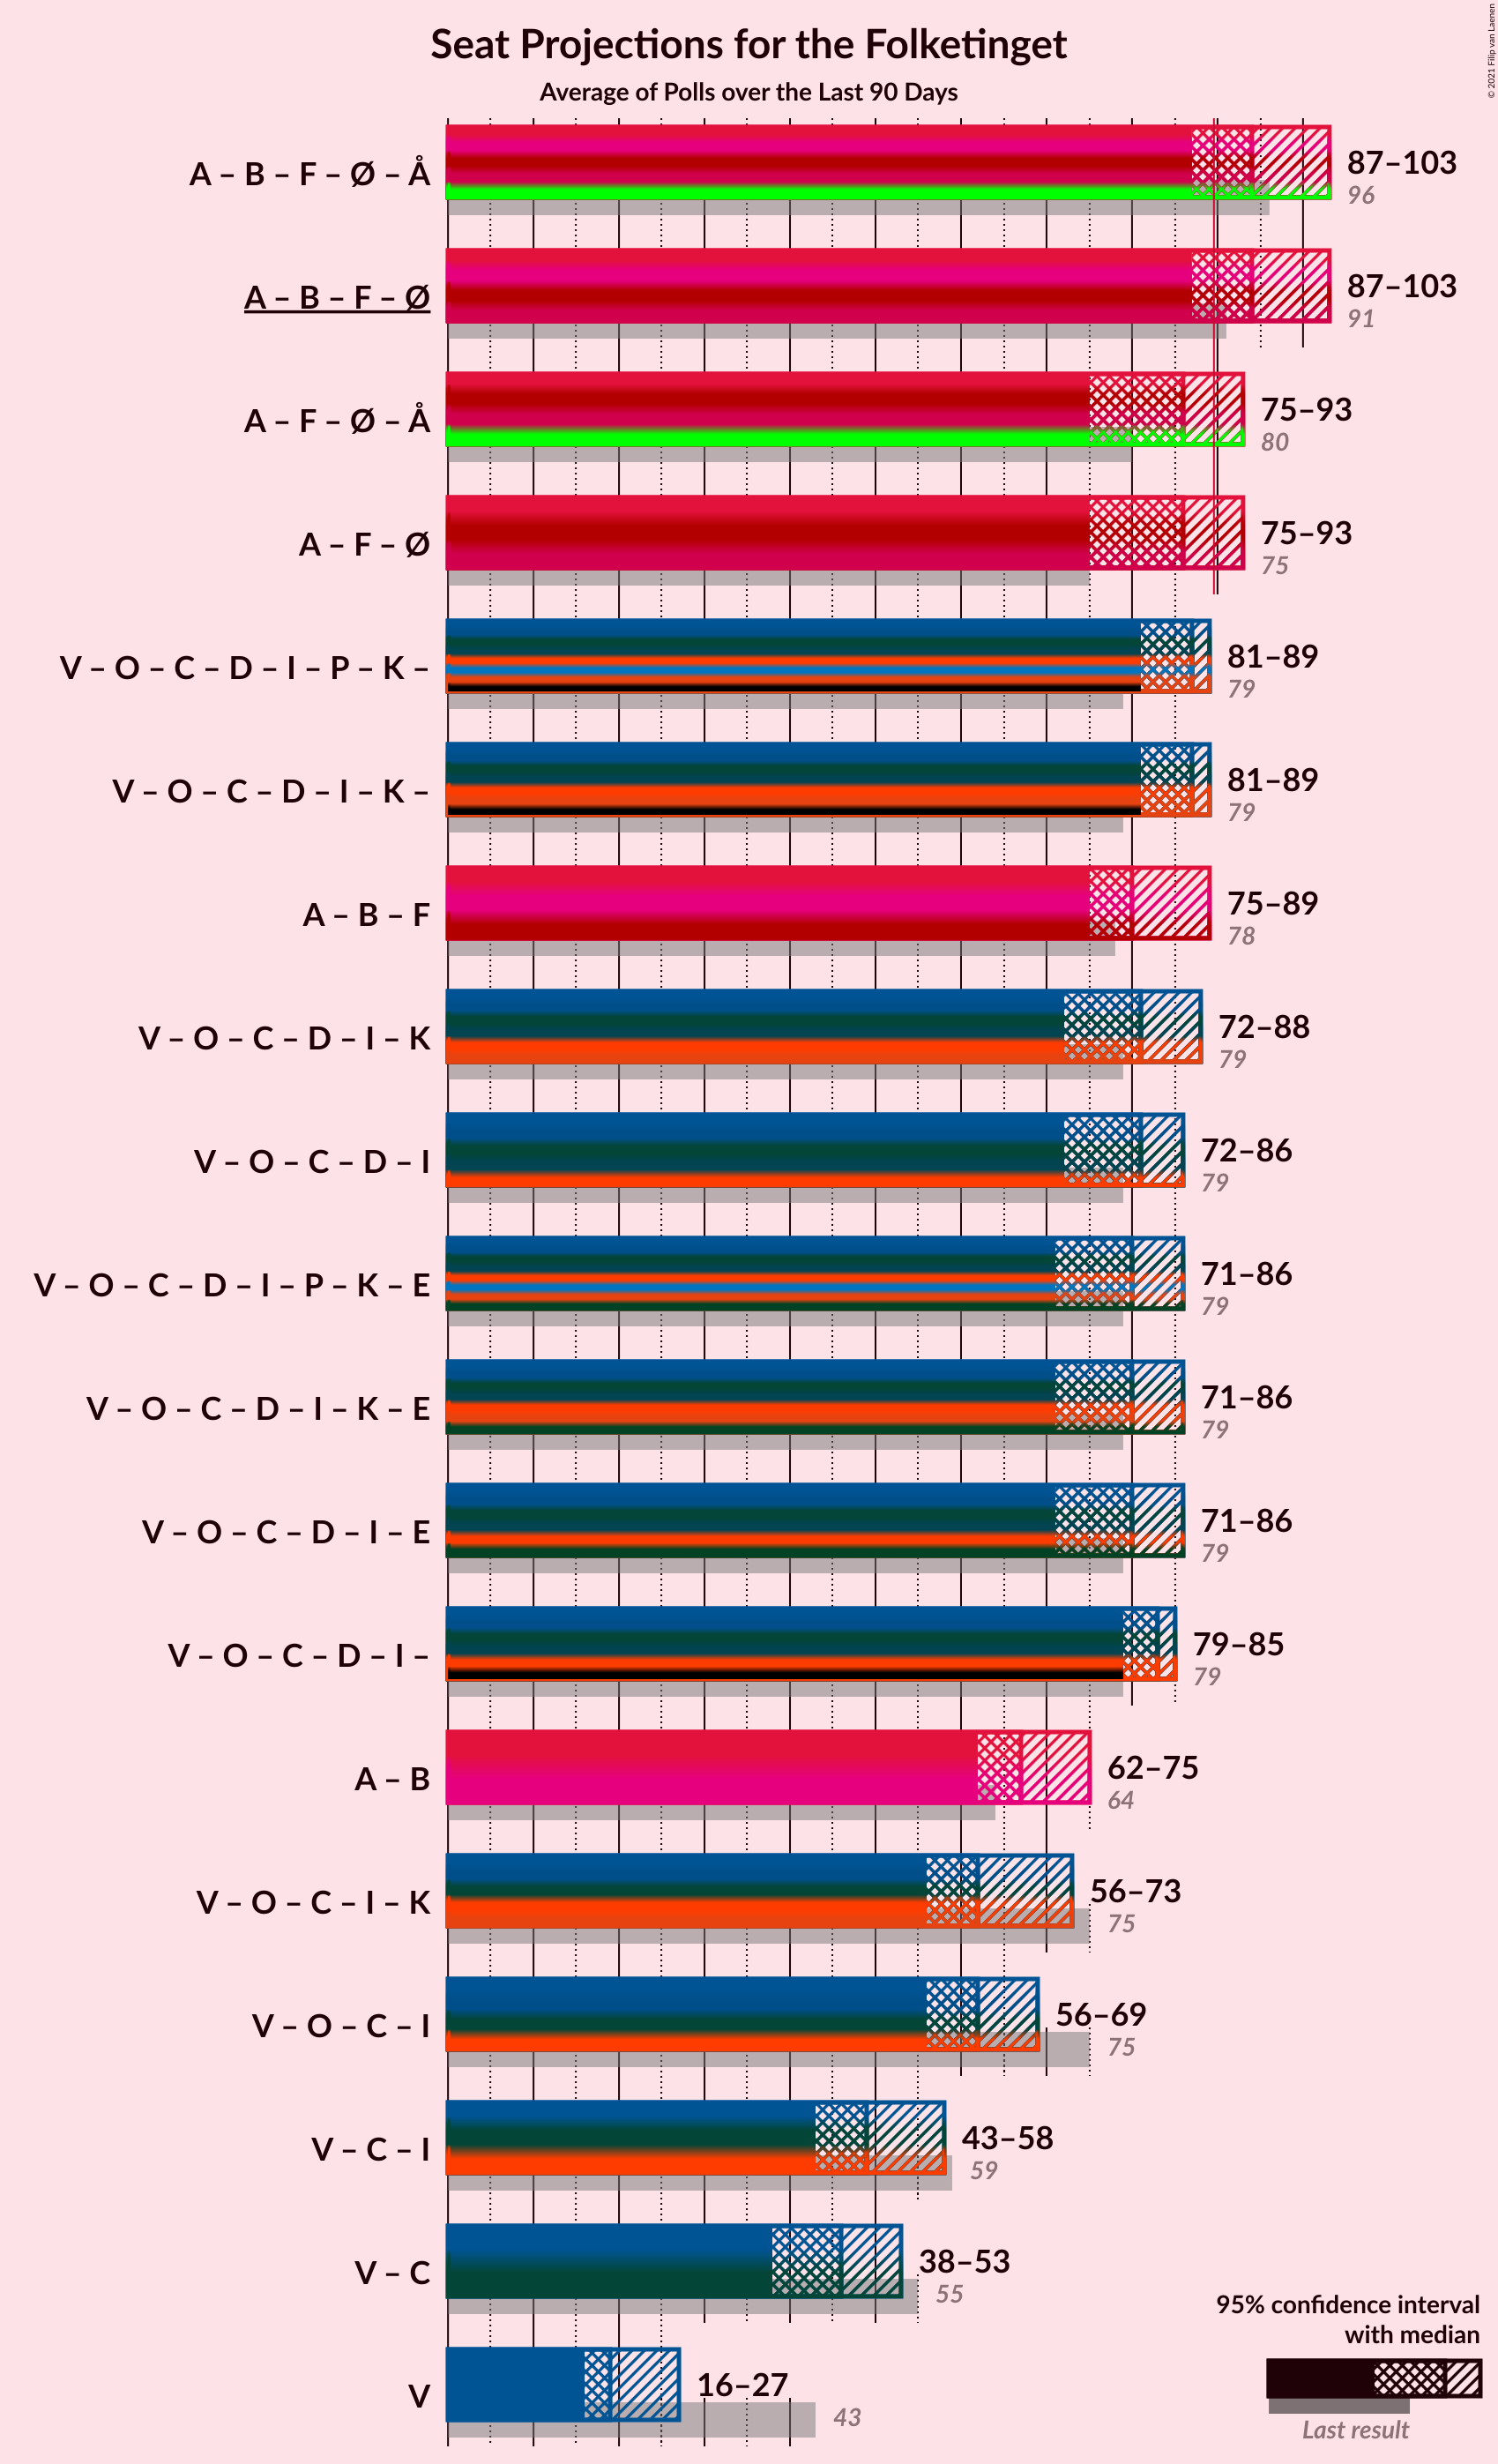 Seat Projections for the Folketinget
Average of Polls over the Last 90 Days
© 2021 Filip van Laenen
A – B – F – Ø – Å
87–103
96
A – B – F – Ø
87–103
91
A – F – Ø – Å
75–93
80
A – F – Ø
75–93
75
V – O – C – D – I – P – K –
81–89
79
V – O – C – D – I – K –
81–89
79
A – B – F
75–89
78
V – O – C – D – I – K
72–88
79
V – O – C – D – I
72–86
79
V – O – C – D – I – P – K – E
71–86
79
V – O – C – D – I – K – E
71–86
79
V – O – C – D – I – E
71–86
79
V – O – C – D – I –
79–85
79
A – B
62–75
64
V – O – C – I – K
56–73
75
V – O – C – I
56–69
75
V – C – I
43–58
59
V – C
38–53
55
V
16–27
43
95% confidence interval
with median
Last result